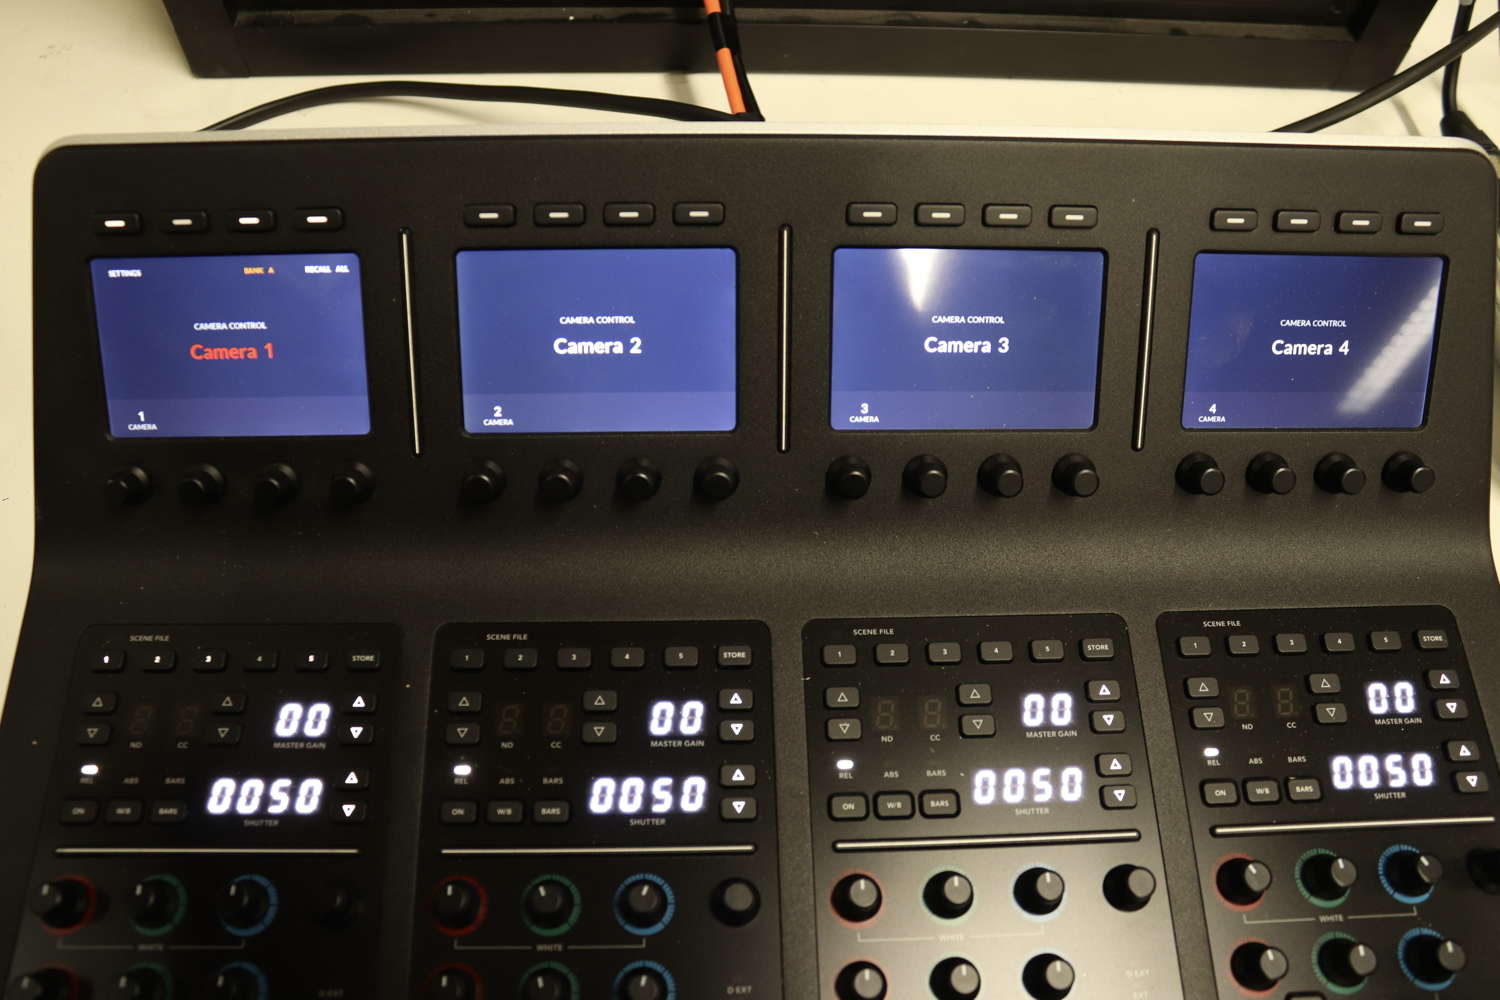 SETTINGS BANK A RECALL ALL
CAMERA CONTROL
Camera 1
1
CAMERA
CAMERA CONTROL
Camera 2
2
CAMERA
CAMERA CONTROL
Camera 3
3
CAMERA
CAMERA CONTROL
Camera 4
4
CAMERA
SCENE FILE
1 2 3 4 5 STORE
00
ND CC MASTER GAIN
REL ABS BARS
0050
ON W/B BARS
SHUTTER
WHITE
D EXT
SCENE FILE
1 2 3 4 5 STORE
00
ND CC MASTER GAIN
REL ABS BARS
0050
ON W/B BARS
SHUTTER
WHITE
D EXT
SCENE FILE
1 2 3 4 5 STORE
00
ND CC MASTER GAIN
REL ABS BARS
0050
ON W/B BARS
SHUTTER
WHITE
D EXT
EXT
SCENE FILE
1 2 3 4 5 STORE
00
ND CC MASTER GAIN
REL ABS BARS
0050
ON W/B BARS
SHUTTER
WHITE